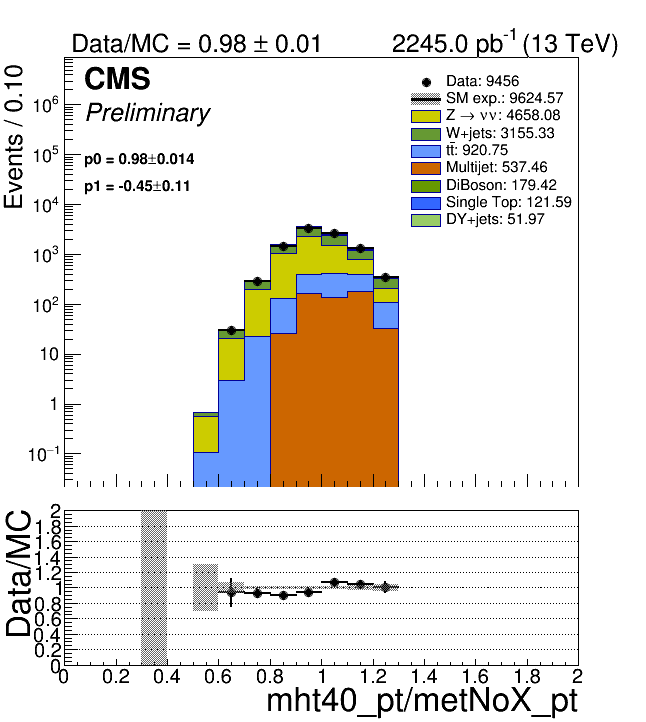 Data/MC = 0.98 ± 0.01 2245.0 pb⁻¹ (13 TeV)
CMS
Preliminary
p0 = 0.98±0.014
p1 = -0.45±0.11
Data: 9456
SM exp.: 9624.57
Z → νν: 4658.08
W+jets: 3155.33
tt̄: 920.75
Multijet: 537.46
DiBoson: 179.42
Single Top: 121.59
DY+jets: 51.97
Events / 0.10
10⁶
10⁵
10⁴
10³
10²
10
1
10⁻¹
Data/MC
2
1.8
1.6
1.4
1.2
1
0.8
0.6
0.4
0.2
0
0 0.2 0.4 0.6 0.8 1 1.2 1.4 1.6 1.8 2
mht40_pt/metNoX_pt